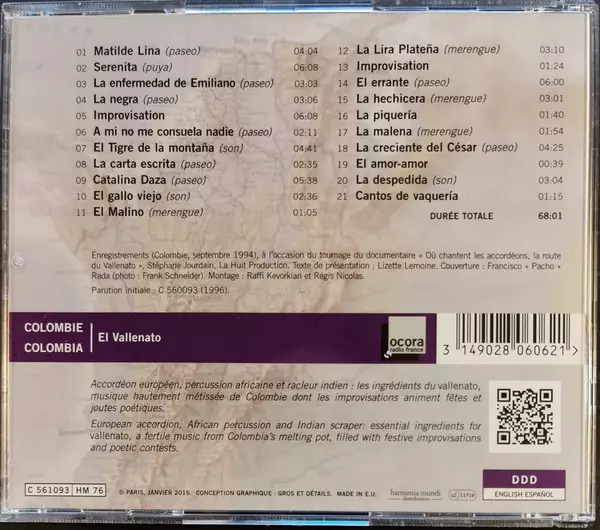 01 Matilde Lina (paseo) 04:04
02 Serenita (puya) 06:08
03 La enfermedad de Emiliano (paseo) 03:03
04 La negra (paseo) 03:06
05 Improvisation 06:08
06 A mi no me consuela nadie (paseo) 02:11
07 El Tigre de la montaña (son) 04:41
08 La carta escrita (paseo) 02:35
09 Catalina Daza (paseo) 05:38
10 El gallo viejo (son) 02:36
11 El Malino (merengue) 01:05
12 La Lira Plateña (merengue) 03:10
13 Improvisation 01:24
14 El errante (paseo) 06:00
15 La hechicera (merengue) 03:01
16 La piquería 01:40
17 La malena (merengue) 01:54
18 La creciente del César (paseo) 04:25
19 El amor-amor 00:39
20 La despedida (son) 03:04
21 Cantos de vaquería 01:15
DURÉE TOTALE 68:01
Enregistrements (Colombie, septembre 1994), à l'occasion du tournage du documentaire « Où chantent les accordéons, la route
du Vallenato », Stéphane Jourdain, La Huit Production. Texte de présentation : Lizette Lemoine. Couverture : Francisco « Pacho »
Rada (photo : Frank Schneider). Montage : Raffi Kevorkian et Régis Nicolas.
Parution Initiale : C 560093 (1996).
COLOMBIE
COLOMBIA
El Vallenato
ocora
radio france
3 149028 060621 >
Accordéon européen, percussion africaine et racleur indien : les ingrédients du vallenato,
musique hautement métissée de Colombie dont les improvisations animent fêtes et
joutes poétiques.
European accordion, African percussion and Indian scraper: essential ingredients for
vallenato, a fertile music from Colombia's melting pot, filled with festive improvisations
and poetic contests.
C 561093 HM 76
℗ PARIS, JANVIER 2015. CONCEPTION GRAPHIQUE : GROS ET DÉTAILS. MADE IN E.U.
harmonia mundi
distribution
LC 11719
DDD
ENGLISH ESPAÑOL